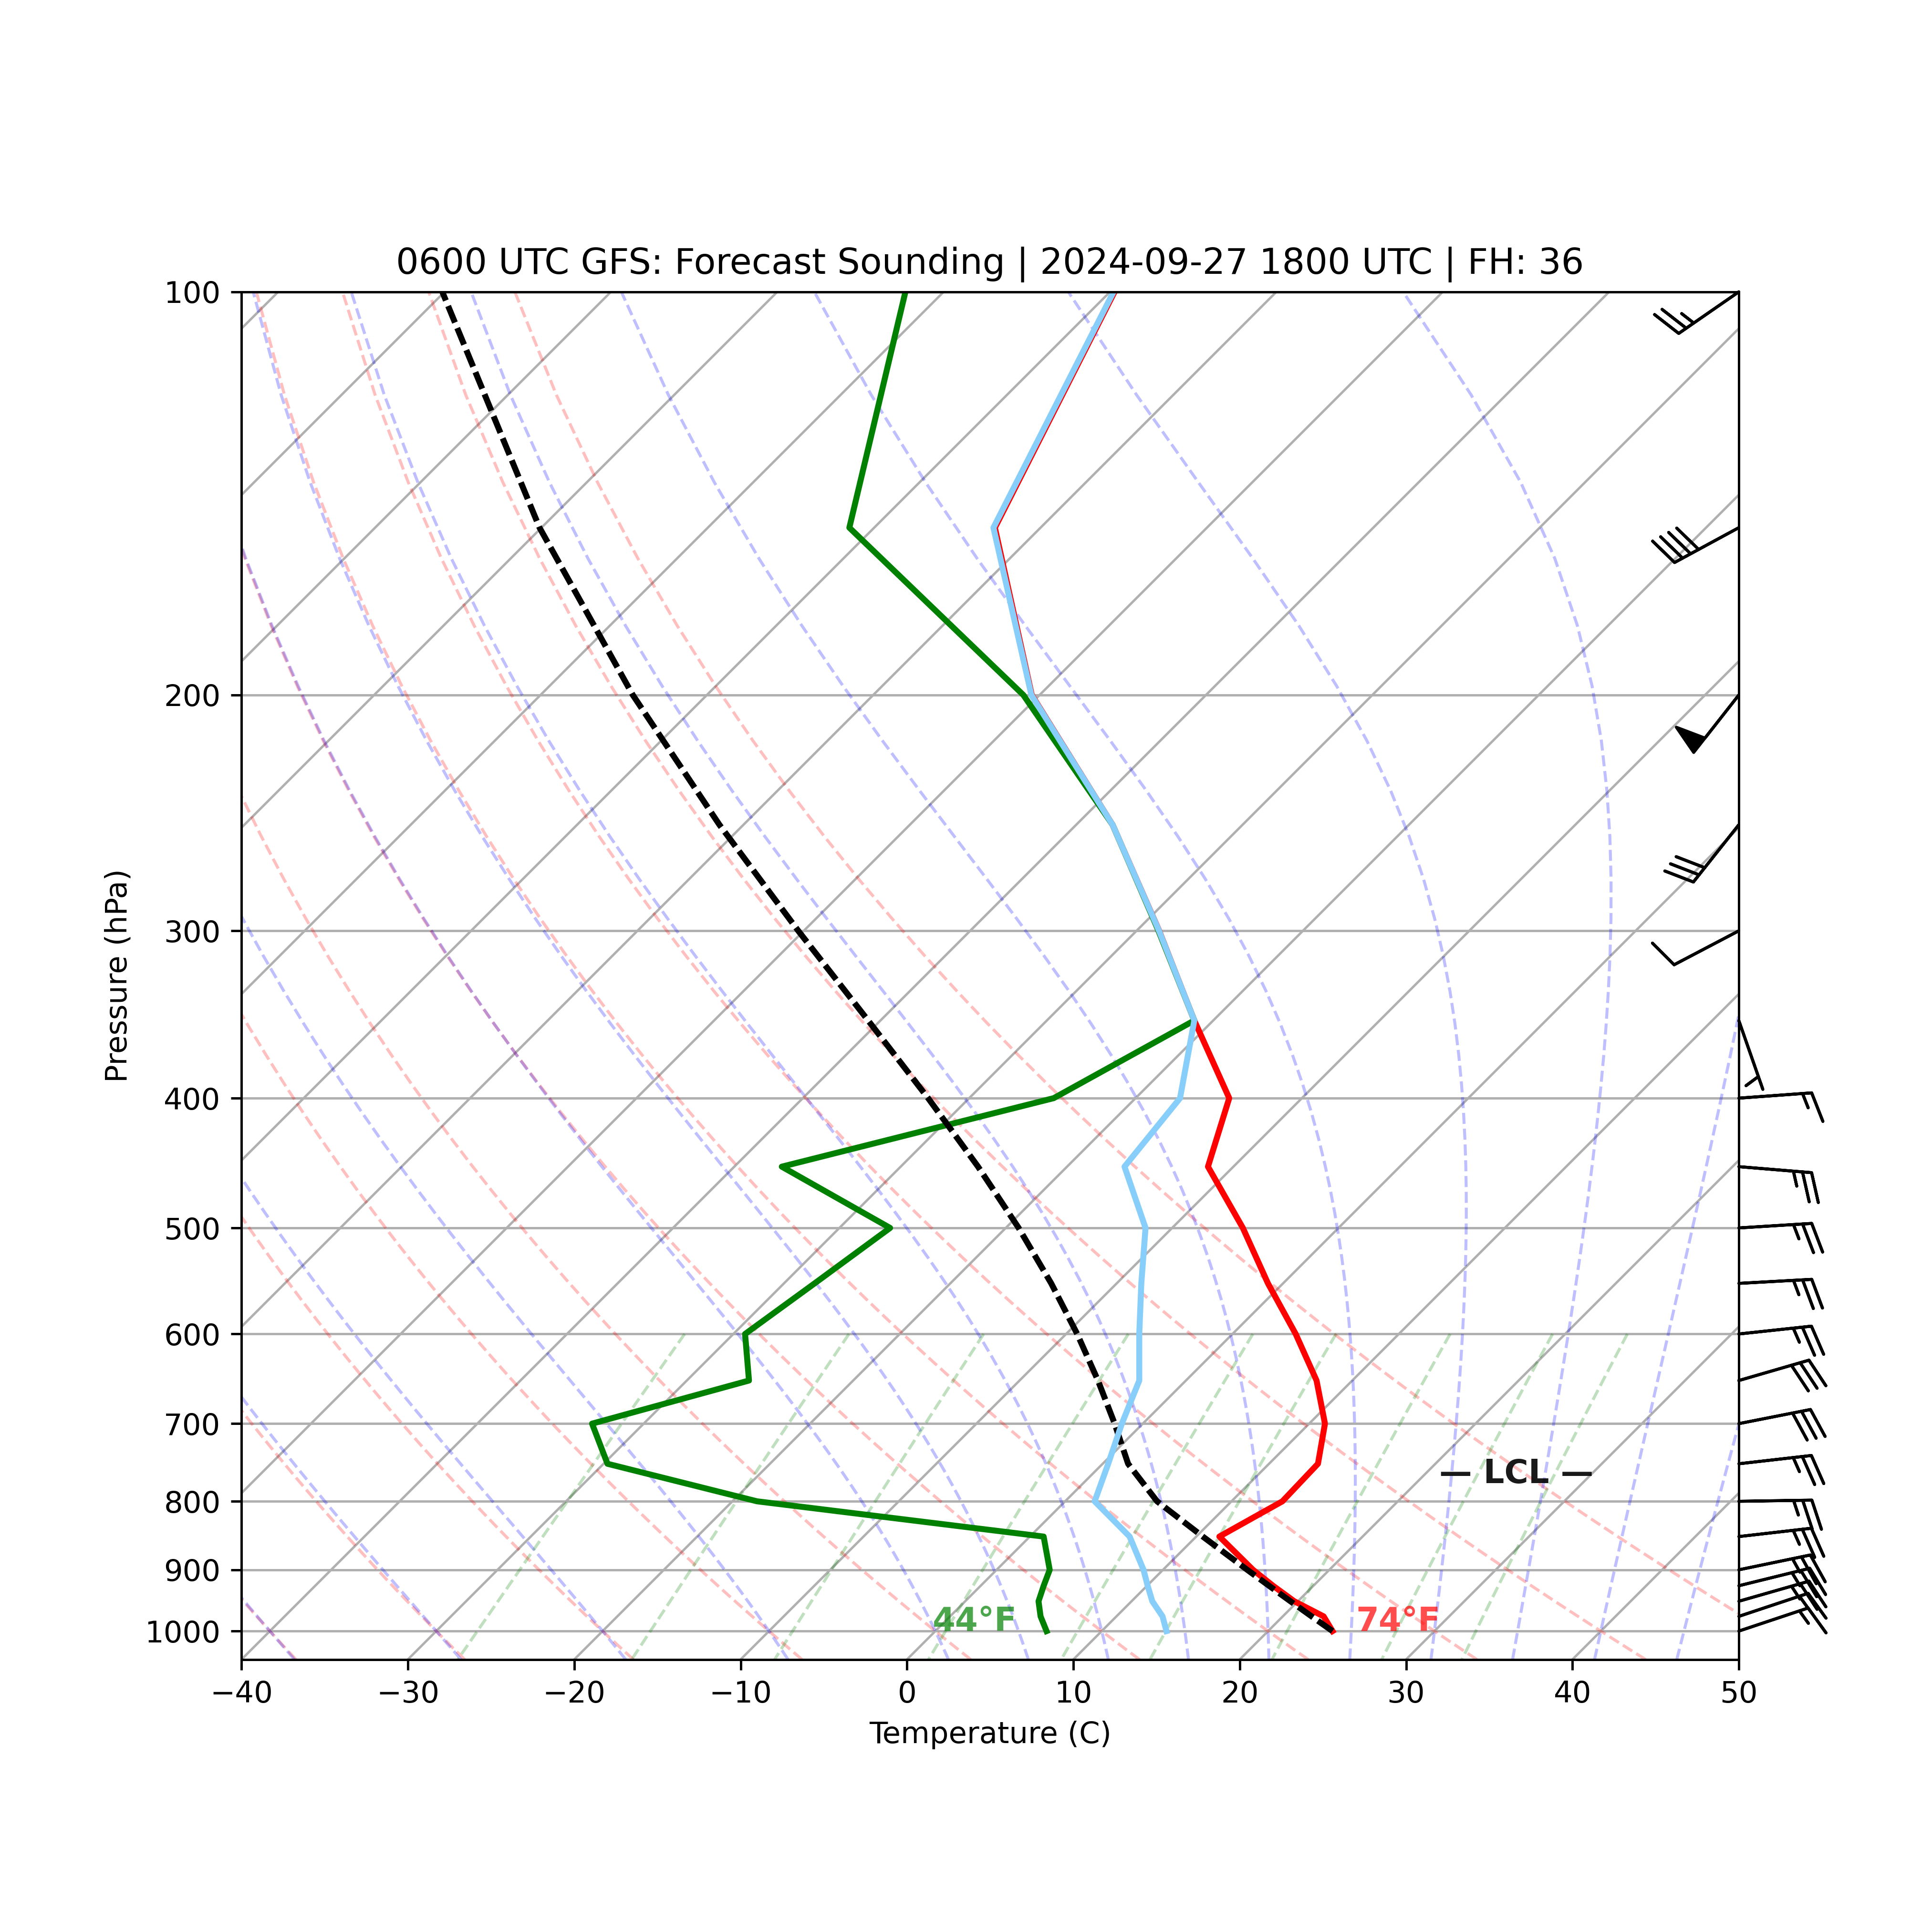 0600 UTC GFS: Forecast Sounding | 2024-09-27 1800 UTC | FH: 36
100
200
300
400
500
600
700
800
900
1000
Pressure (hPa)
— LCL —
44°F
74°F
−40 −30 −20 −10 0 10 20 30 40 50
Temperature (C)